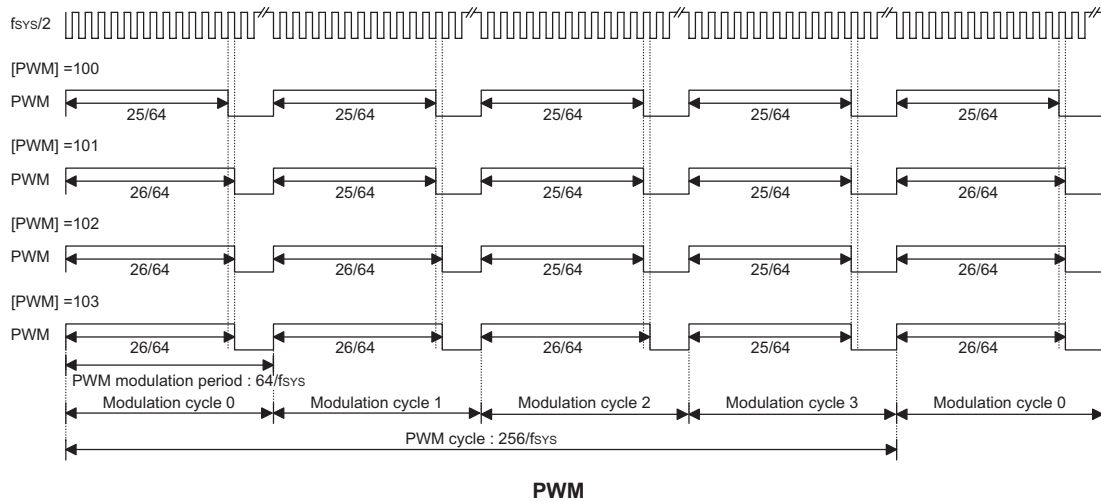 fSYS/2
[PWM] =100
PWM 25/64 25/64 25/64 25/64 25/64
[PWM] =101
PWM 26/64 25/64 25/64 25/64 26/64
[PWM] =102
PWM 26/64 26/64 25/64 25/64 26/64
[PWM] =103
PWM 26/64 26/64 26/64 25/64 26/64
PWM modulation period : 64/fSYS
Modulation cycle 0 Modulation cycle 1 Modulation cycle 2 Modulation cycle 3 Modulation cycle 0
PWM cycle : 256/fSYS
PWM